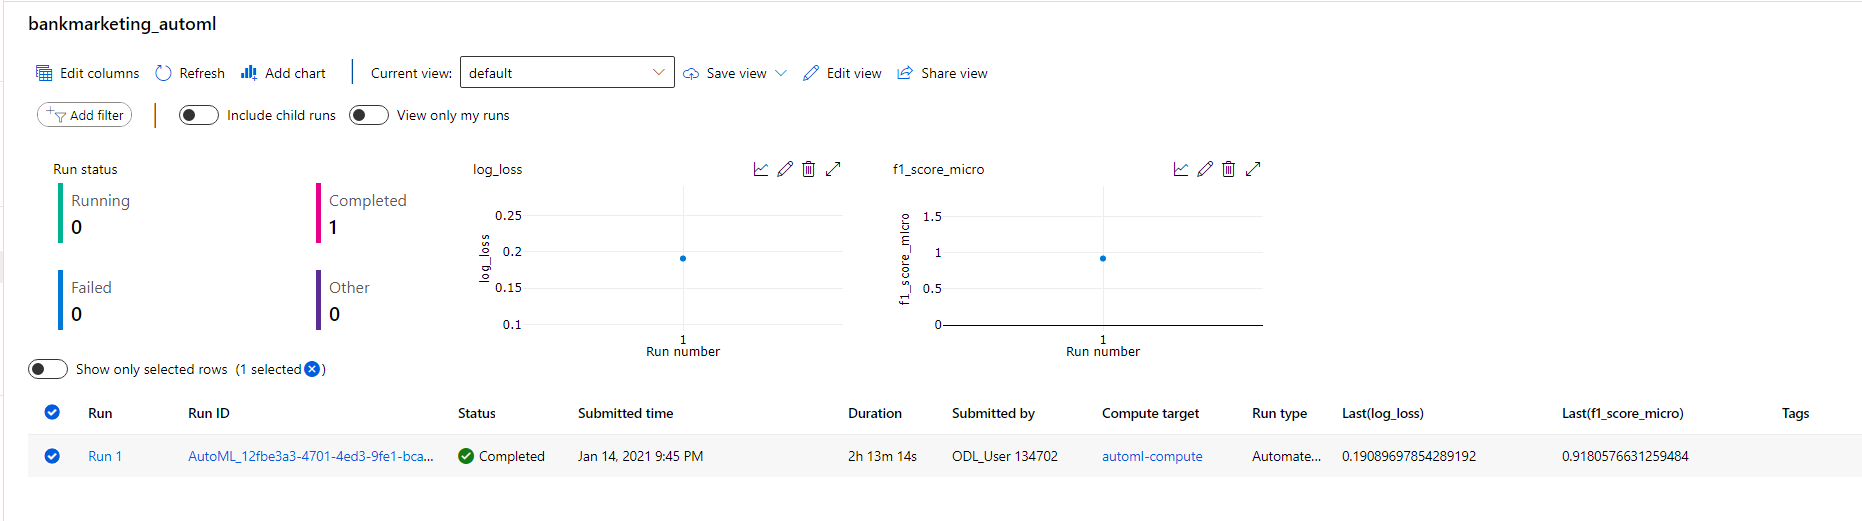 bankmarketing_automl
Edit columns Refresh Add chart Current view: default Save view Edit view Share view
Add filter Include child runs View only my runs
Run status
Running
0
Completed
1
Failed
0
Other
0
log_loss
log_loss
0.25
0.2
0.15
0.1
1
Run number
f1_score_micro
f1_score_micro
1.5
1
0.5
0
1
Run number
Show only selected rows (1 selected )
Run Run ID Status Submitted time Duration Submitted by Compute target Run type Last(log_loss) Last(f1_score_micro) Tags
Run 1 AutoML_12fbe3a3-4701-4ed3-9fe1-bca... Completed Jan 14, 2021 9:45 PM 2h 13m 14s ODL_User 134702 automl-compute Automate... 0.19089697854289192 0.9180576631259484